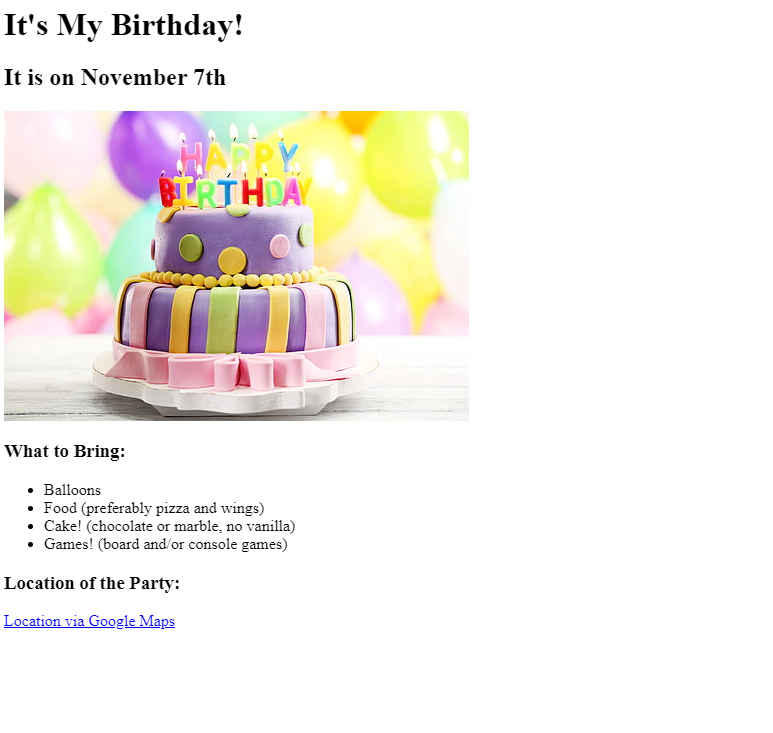 It's My Birthday!
It is on November 7th
HAPPY
BIRTHDAY
What to Bring:
Balloons
Food (preferably pizza and wings)
Cake! (chocolate or marble, no vanilla)
Games! (board and/or console games)
Location of the Party:
Location via Google Maps